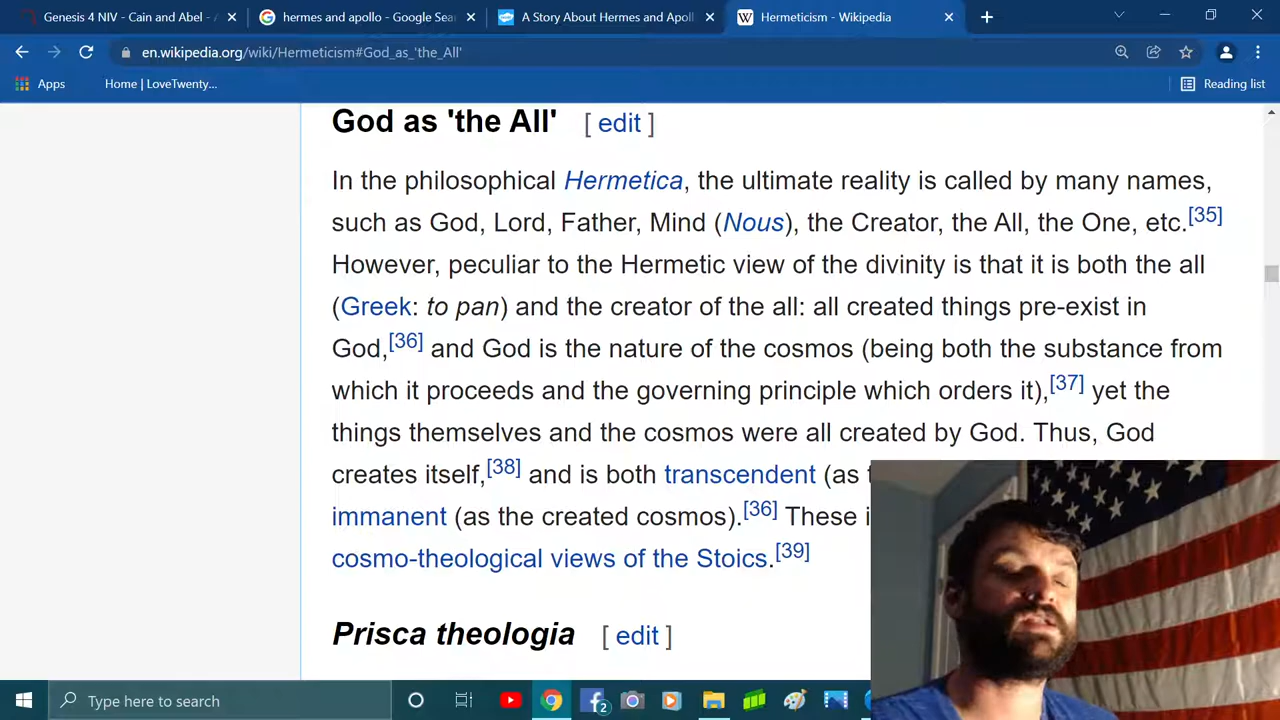 Genesis 4 NIV - Cain and Abel -
hermes and apollo - Google Sea
A Story About Hermes and Apoll
W Hermeticism - Wikipedia
en.wikipedia.org/wiki/Hermeticism#God_as_'the_All'
Apps
Home | LoveTwenty...
Reading list
God as 'the All' [ edit ]
In the philosophical Hermetica, the ultimate reality is called by many names,
such as God, Lord, Father, Mind (Nous), the Creator, the All, the One, etc.[35]
However, peculiar to the Hermetic view of the divinity is that it is both the all
(Greek: to pan) and the creator of the all: all created things pre-exist in
God,[36] and God is the nature of the cosmos (being both the substance from
which it proceeds and the governing principle which orders it),[37] yet the
things themselves and the cosmos were all created by God. Thus, God
creates itself,[38] and is both transcendent (as
immanent (as the created cosmos).[36] These
cosmo-theological views of the Stoics.[39]
Prisca theologia [ edit ]
Type here to search
2